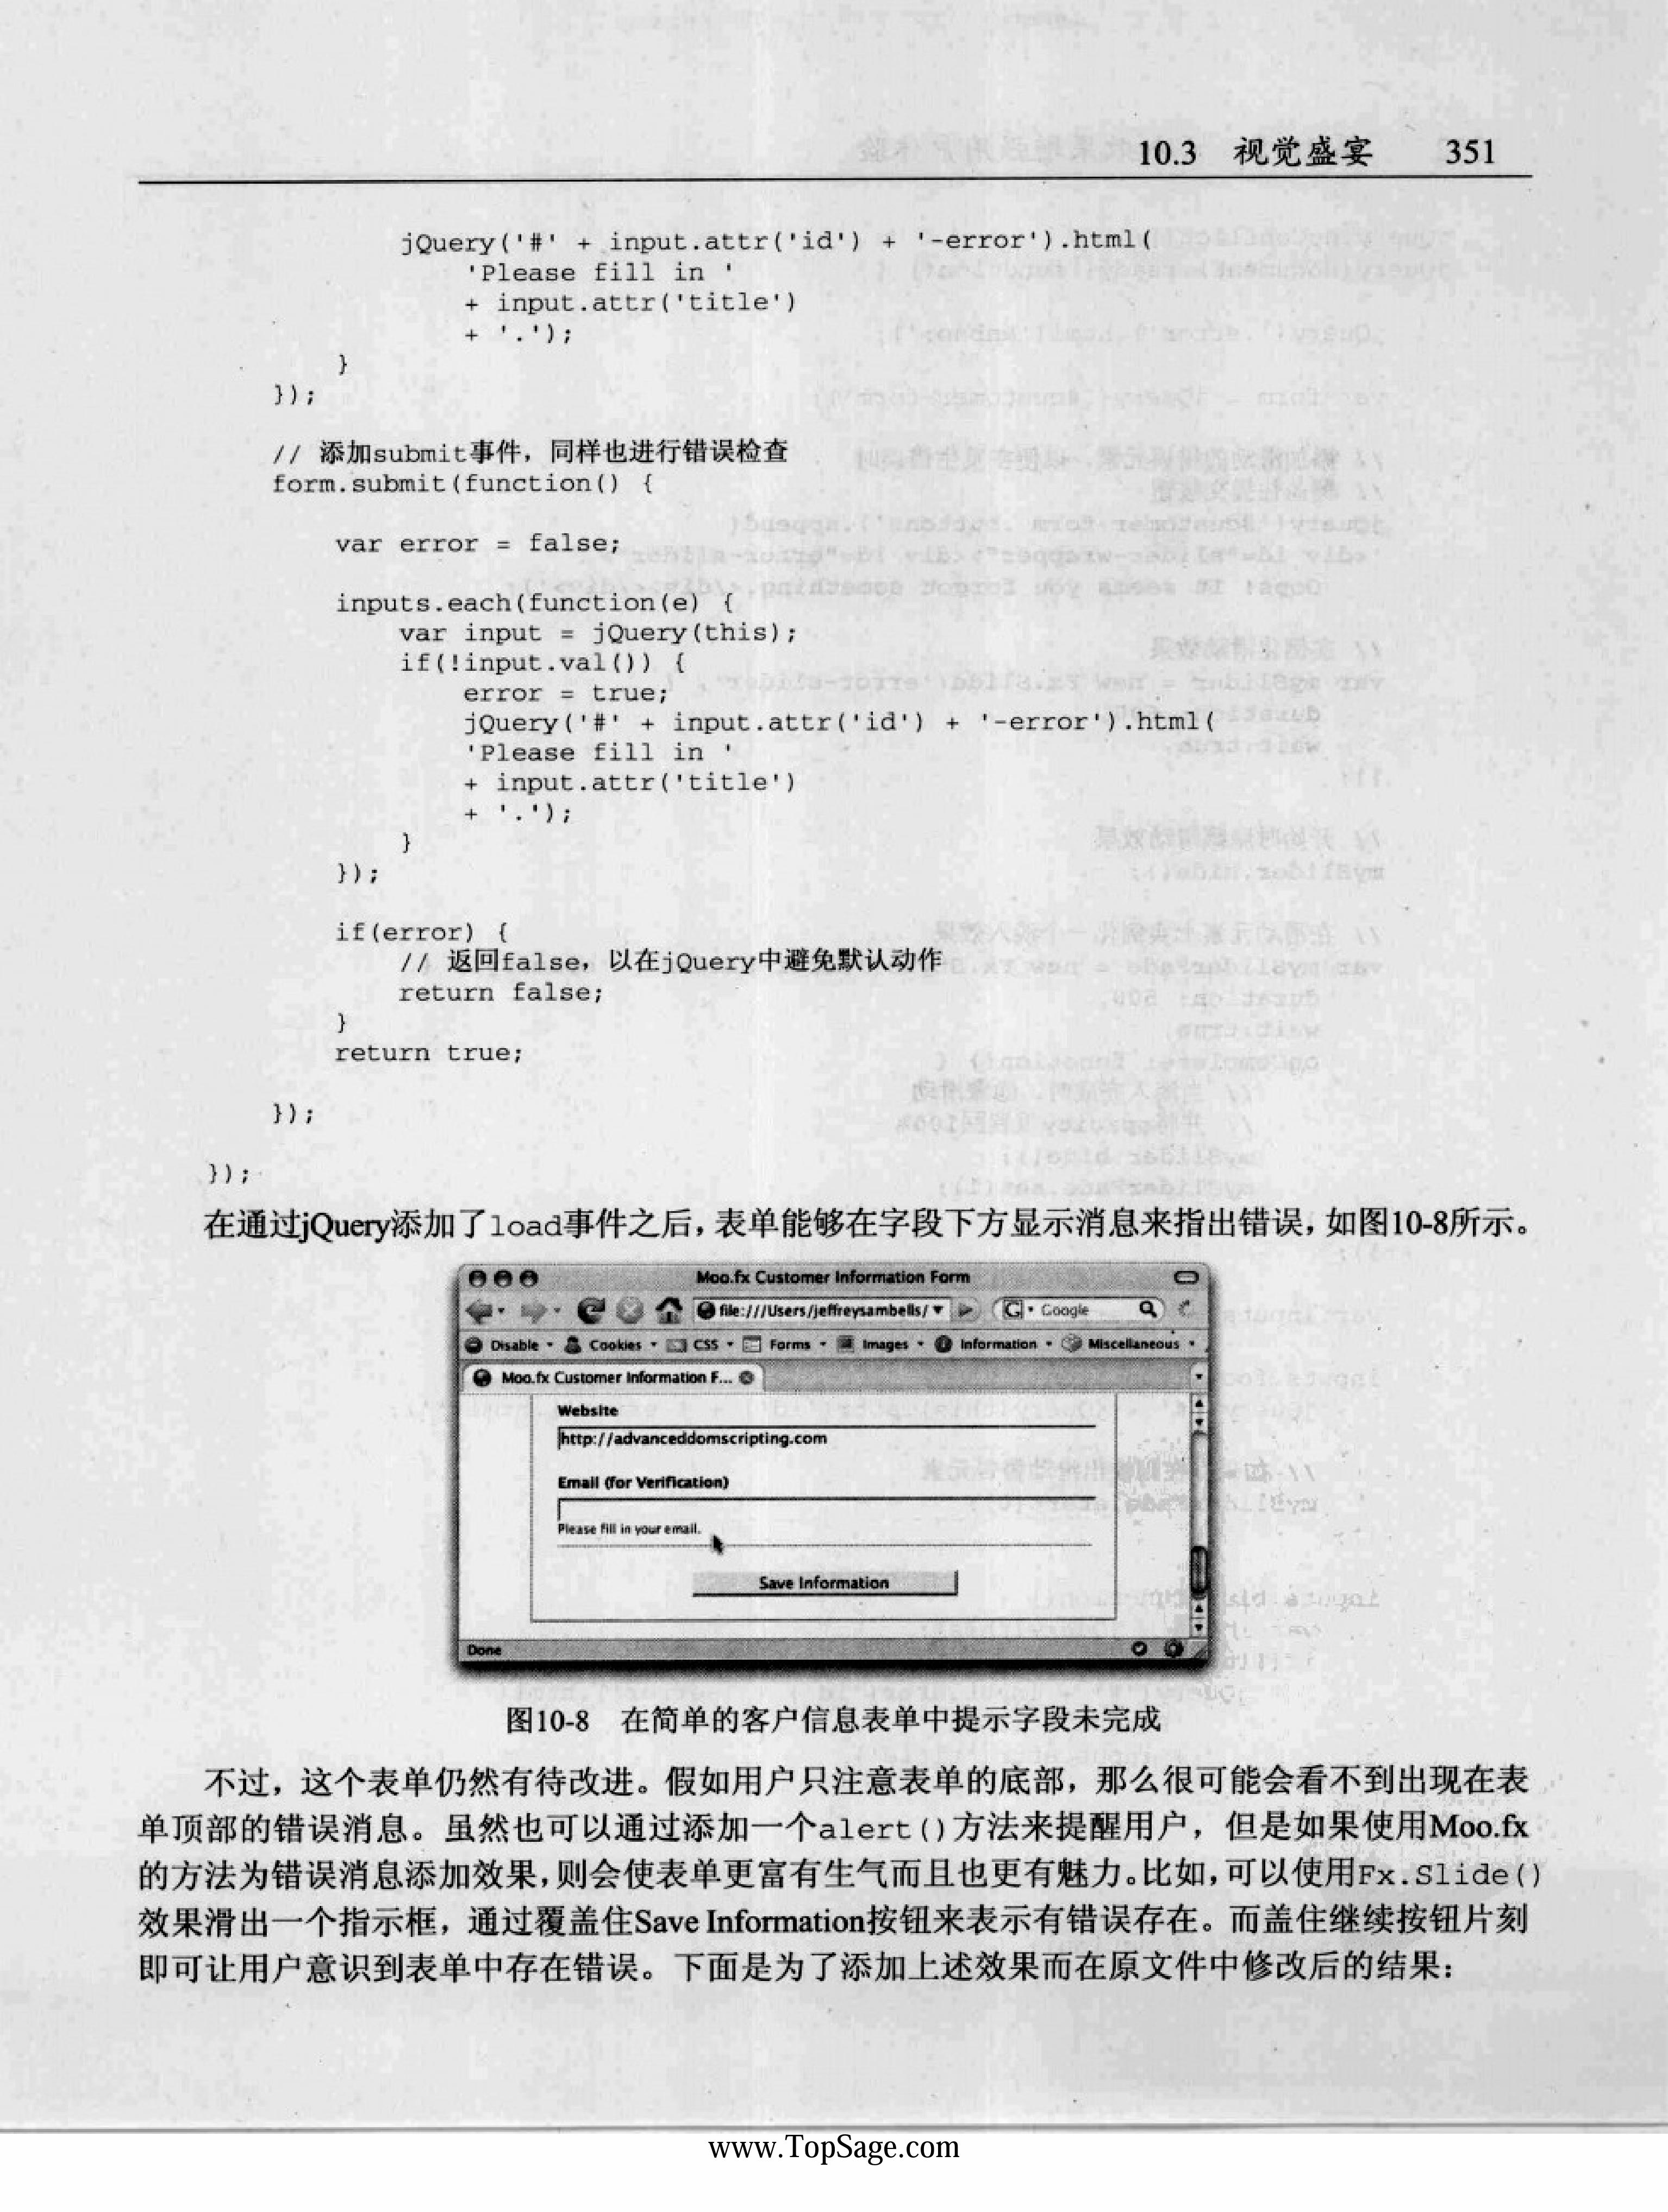 10.3 视觉盛宴 351
jQuery('#' + input.attr('id') + '-error').html(
'Please fill in '
+ input.attr('title')
+ '.');
}
});
// 添加submit事件，同样也进行错误检查
form.submit(function() {
var error = false;
inputs.each(function(e) {
var input = jQuery(this);
if(!input.val()) {
error = true;
jQuery('#' + input.attr('id') + '-error').html(
'Please fill in '
+ input.attr('title')
+ '.');
}
});
if(error) {
// 返回false，以在jQuery中避免默认动作
return false;
}
return true;
});
});
在通过jQuery添加了load事件之后，表单能够在字段下方显示消息来指出错误，如图10-8所示。
Moo.fx Customer Information Form
file:///Users/jeffreysambells/ G Google
Disable Cookies CSS Forms Images Information Miscellaneous
Moo.fx Customer Information F...
Website
http://advanceddomscripting.com
Email (for Verification)
Please fill in your email.
Save Information
Done
图10-8 在简单的客户信息表单中提示字段未完成
不过，这个表单仍然有待改进。假如用户只注意表单的底部，那么很可能会看不到出现在表
单顶部的错误消息。虽然也可以通过添加一个alert()方法来提醒用户，但是如果使用Moo.fx
的方法为错误消息添加效果，则会使表单更富有生气而且也更有魅力。比如，可以使用Fx.Slide()
效果滑出一个指示框，通过覆盖住Save Information按钮来表示有错误存在。而盖住继续按钮片刻
即可让用户意识到表单中存在错误。下面是为了添加上述效果而在原文件中修改后的结果：
www.TopSage.com